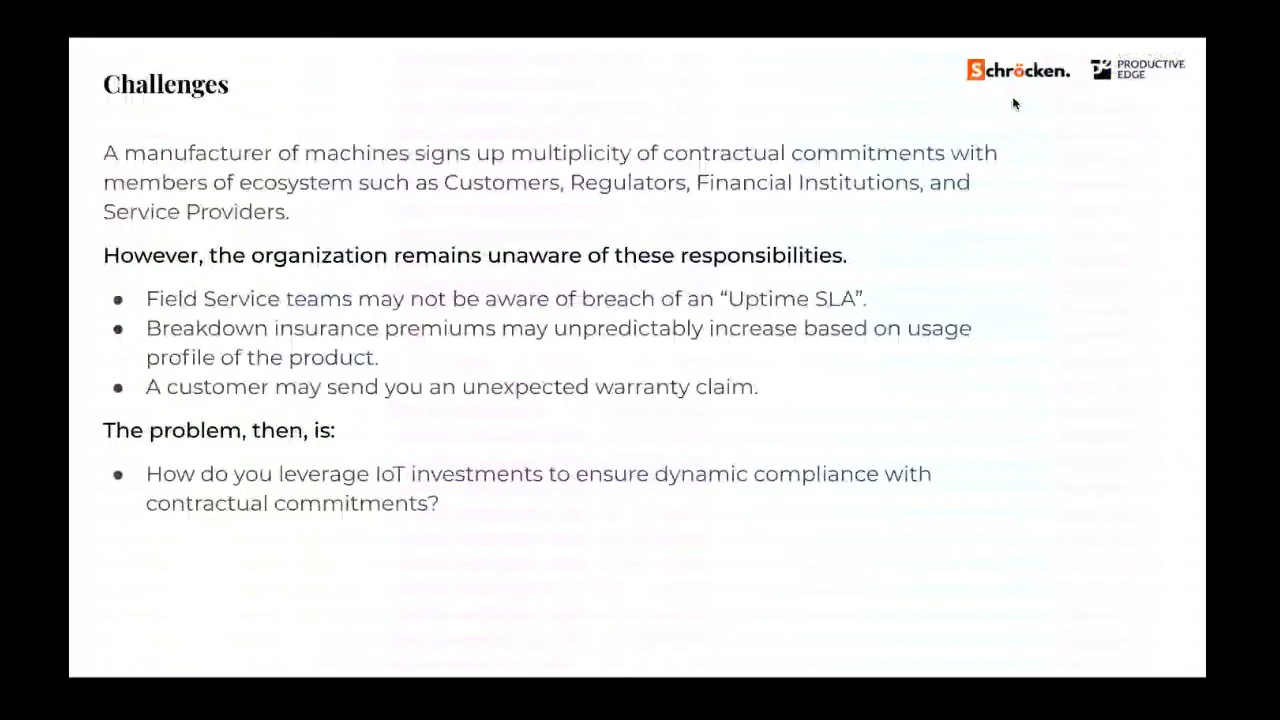 Challenges
Schröcken.
PRODUCTIVE
EDGE
A manufacturer of machines signs up multiplicity of contractual commitments with
members of ecosystem such as Customers, Regulators, Financial Institutions, and
Service Providers.
However, the organization remains unaware of these responsibilities.
● Field Service teams may not be aware of breach of an “Uptime SLA”.
● Breakdown insurance premiums may unpredictably increase based on usage
profile of the product.
● A customer may send you an unexpected warranty claim.
The problem, then, is:
● How do you leverage IoT investments to ensure dynamic compliance with
contractual commitments?